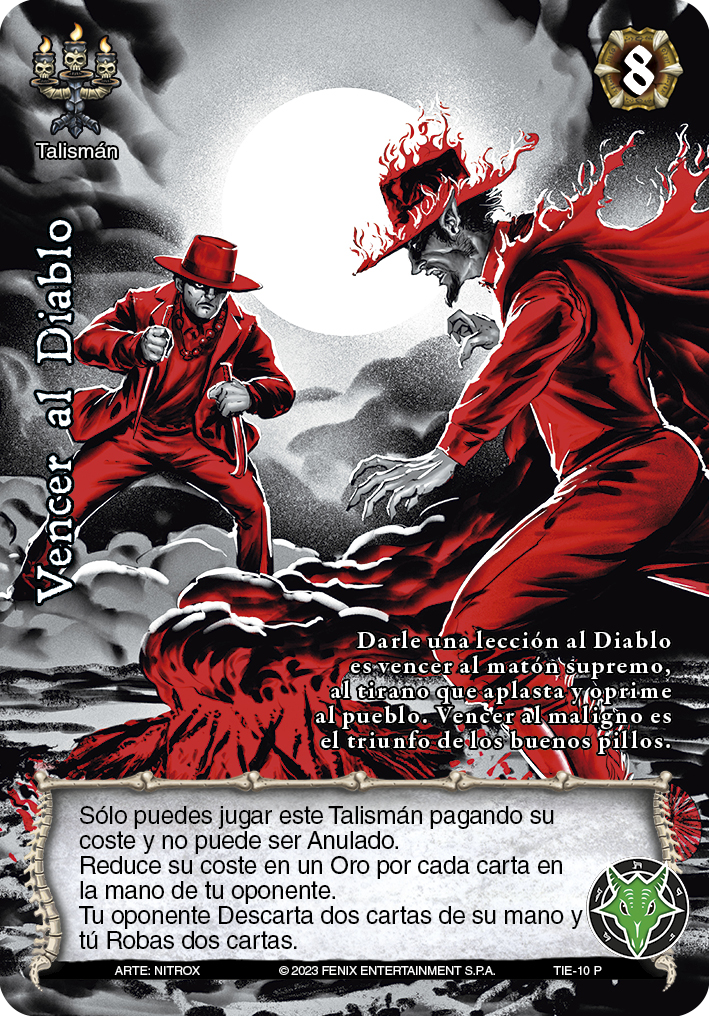 8
Talismán
Vencer al Diablo
Darle una lección al Diablo
es vencer al matón supremo,
al tirano que aplasta y oprime
al pueblo. Vencer al maligno es
el triunfo de los buenos pillos.
Sólo puedes jugar este Talismán pagando su
coste y no puede ser Anulado.
Reduce su coste en un Oro por cada carta en
la mano de tu oponente.
Tu oponente Descarta dos cartas de su mano y
tú Robas dos cartas.
ARTE: NITROX © 2023 FENIX ENTERTAINMENT S.P.A. TIE-10 P